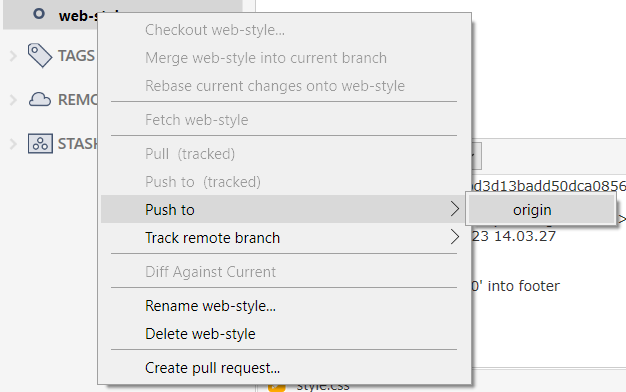 web-style
TAGS
Checkout web-style...
Merge web-style into current branch
Rebase current changes onto web-style
Fetch web-style
Pull (tracked)
Push to (tracked)
Push to
origin
Track remote branch
Diff Against Current
Rename web-style...
Delete web-style
Create pull request...
REMO
STASH
d3d13badd50dca0856
>
23 14.03.27
0' into footer
style.css